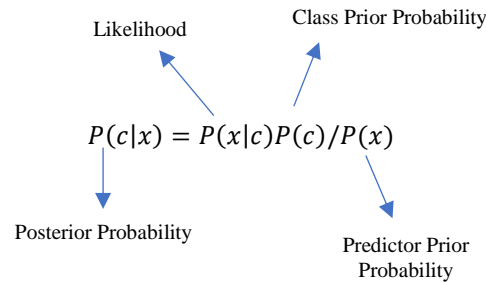 Likelihood
Class Prior Probability
P(c|x) = P(x|c)P(c)/P(x)
Posterior Probability
Predictor Prior
Probability